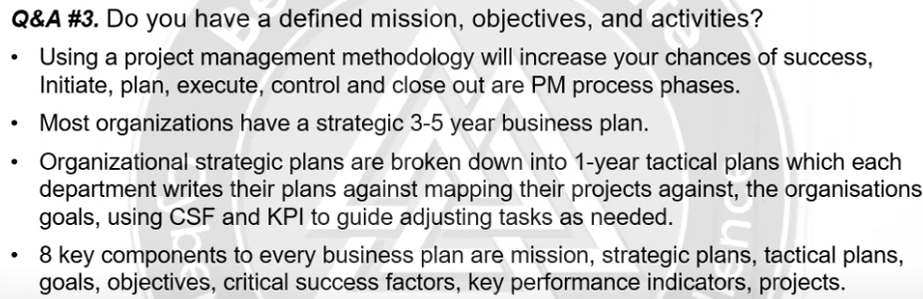 Q&A #3. Do you have a defined mission, objectives, and activities?
• Using a project management methodology will increase your chances of success,
Initiate, plan, execute, control and close out are PM process phases.
• Most organizations have a strategic 3-5 year business plan.
• Organizational strategic plans are broken down into 1-year tactical plans which each
department writes their plans against mapping their projects against, the organisations
goals, using CSF and KPI to guide adjusting tasks as needed.
• 8 key components to every business plan are mission, strategic plans, tactical plans,
goals, objectives, critical success factors, key performance indicators, projects.